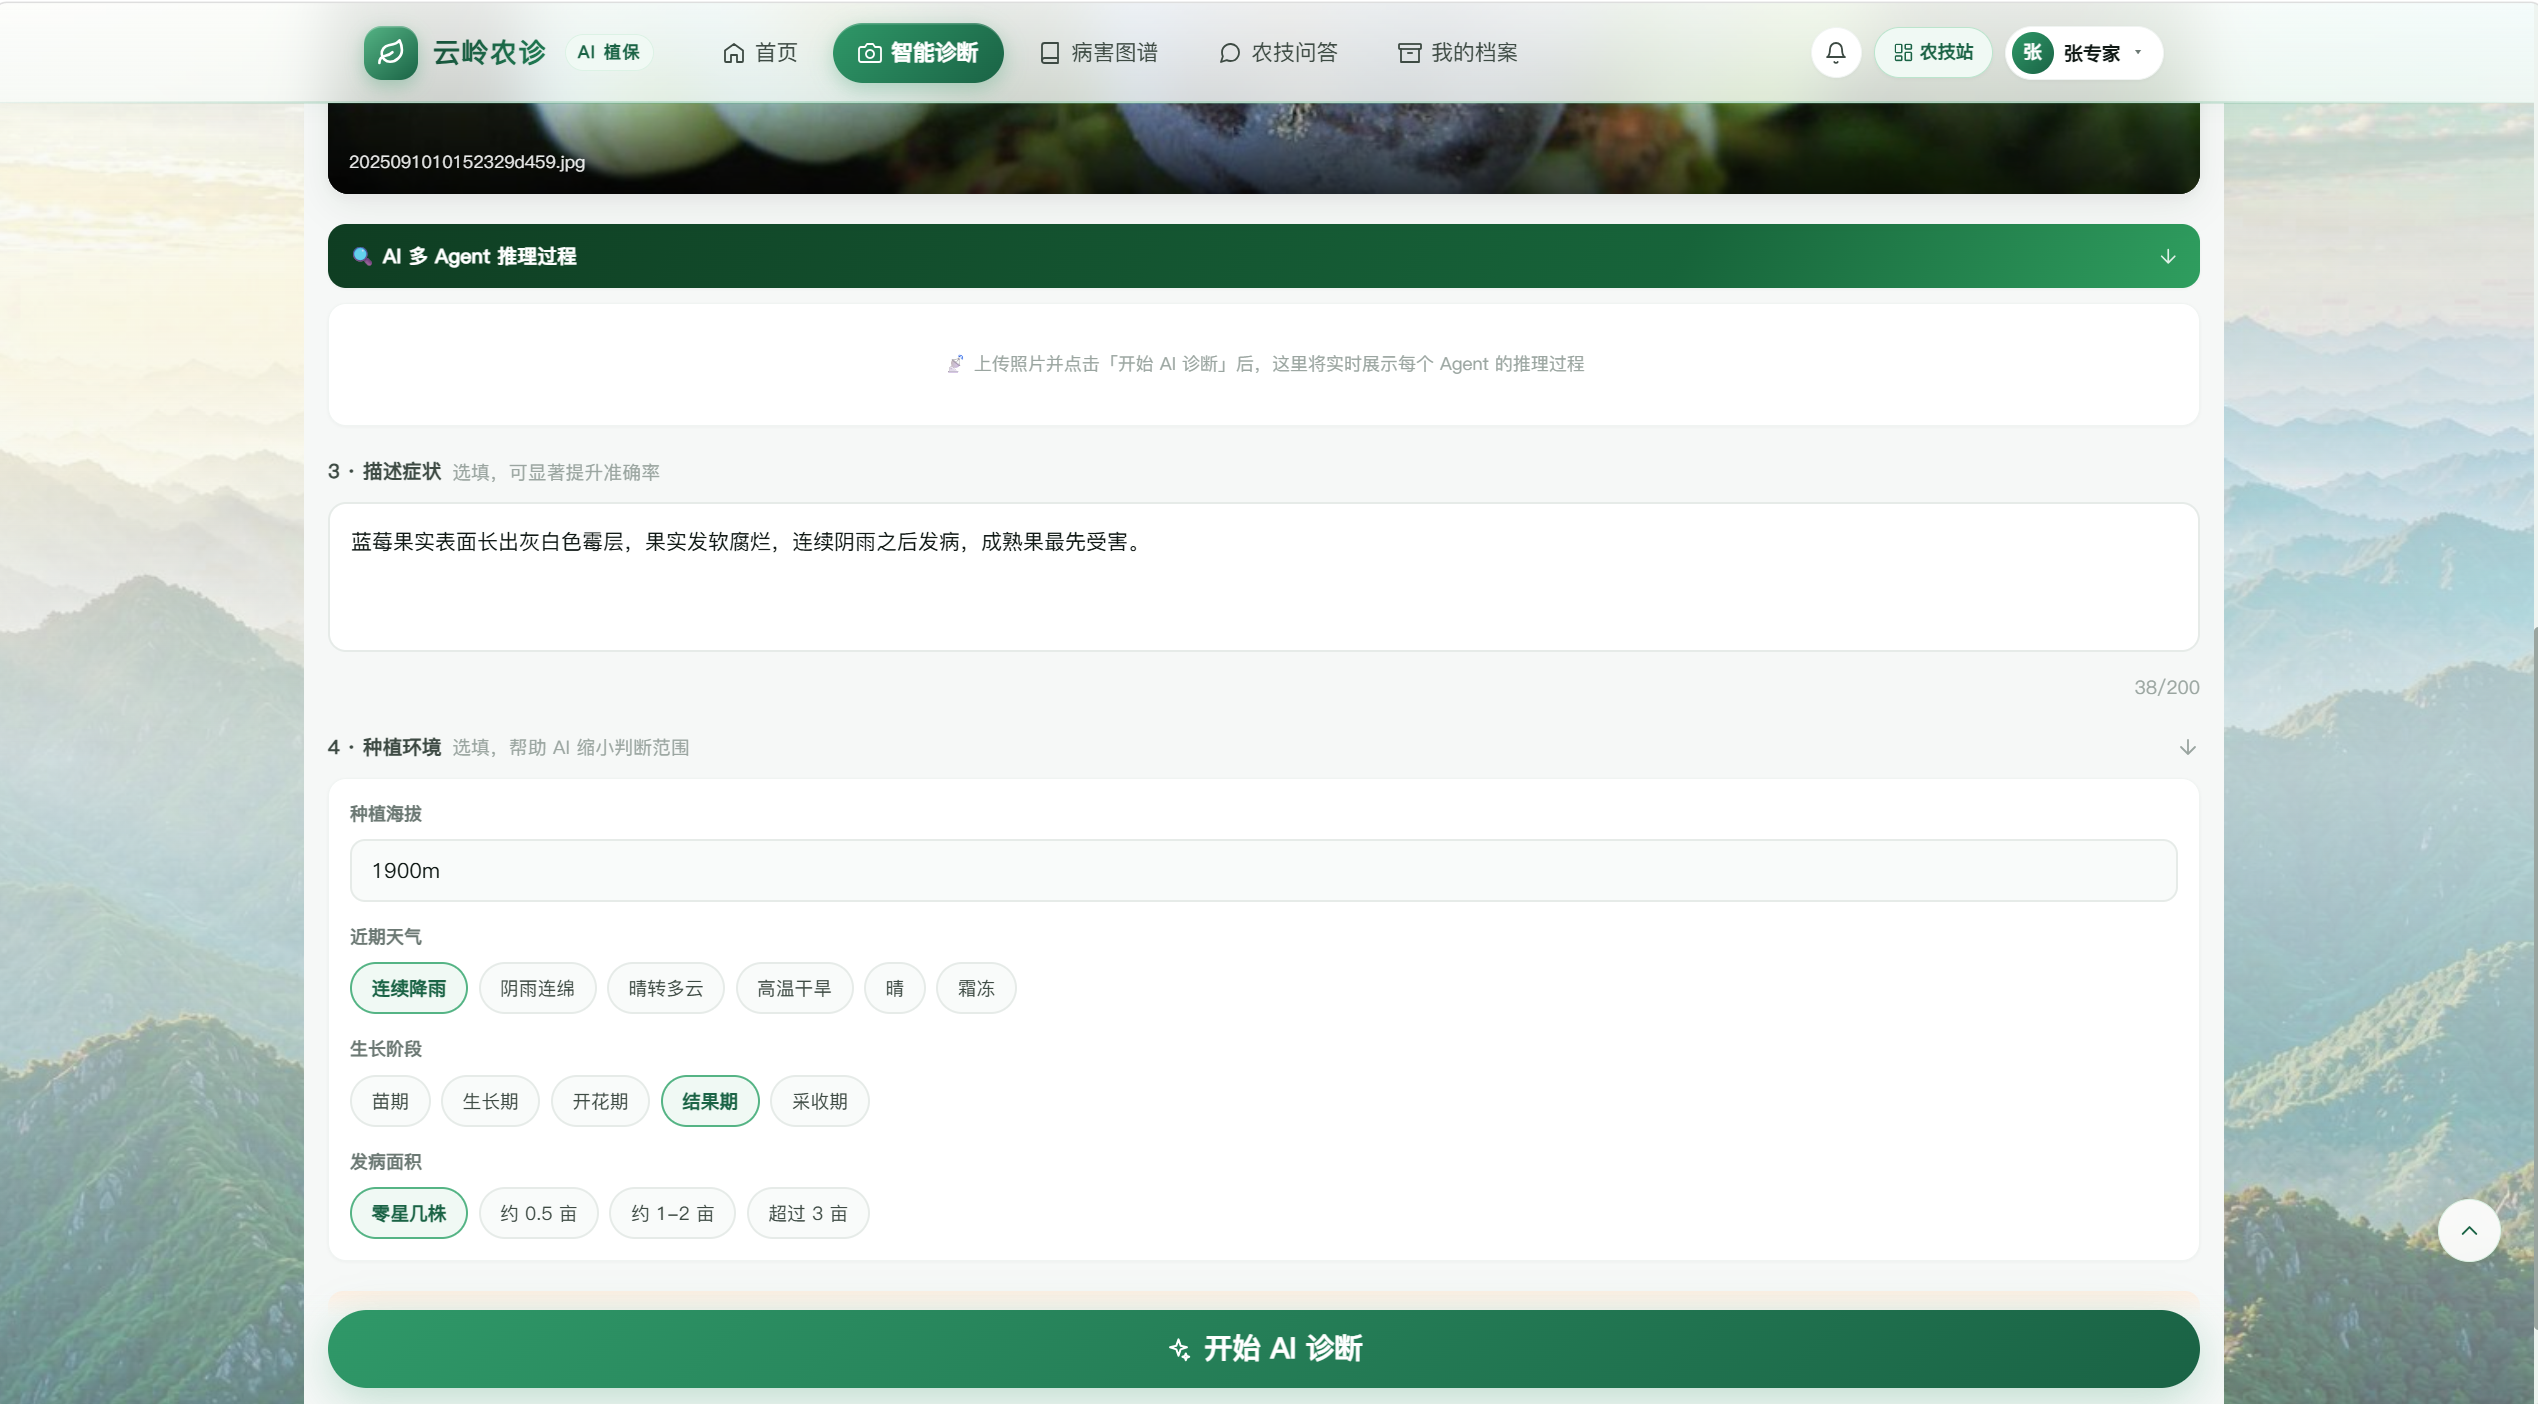 云岭农诊 AI 植保 首页 智能诊断 病害图谱 农技问答 我的档案 农技站 张 张专家
2025091010152329d459.jpg
AI 多 Agent 推理过程
上传照片并点击「开始 AI 诊断」后，这里将实时展示每个 Agent 的推理过程
3 · 描述症状 选填，可显著提升准确率
蓝莓果实表面长出灰白色霉层，果实发软腐烂，连续阴雨之后发病，成熟果最先受害。
38/200
4 · 种植环境 选填，帮助 AI 缩小判断范围
种植海拔
1900m
近期天气
连续降雨 阴雨连绵 晴转多云 高温干旱 晴 霜冻
生长阶段
苗期 生长期 开花期 结果期 采收期
发病面积
零星几株 约 0.5 亩 约 1-2 亩 超过 3 亩
开始 AI 诊断